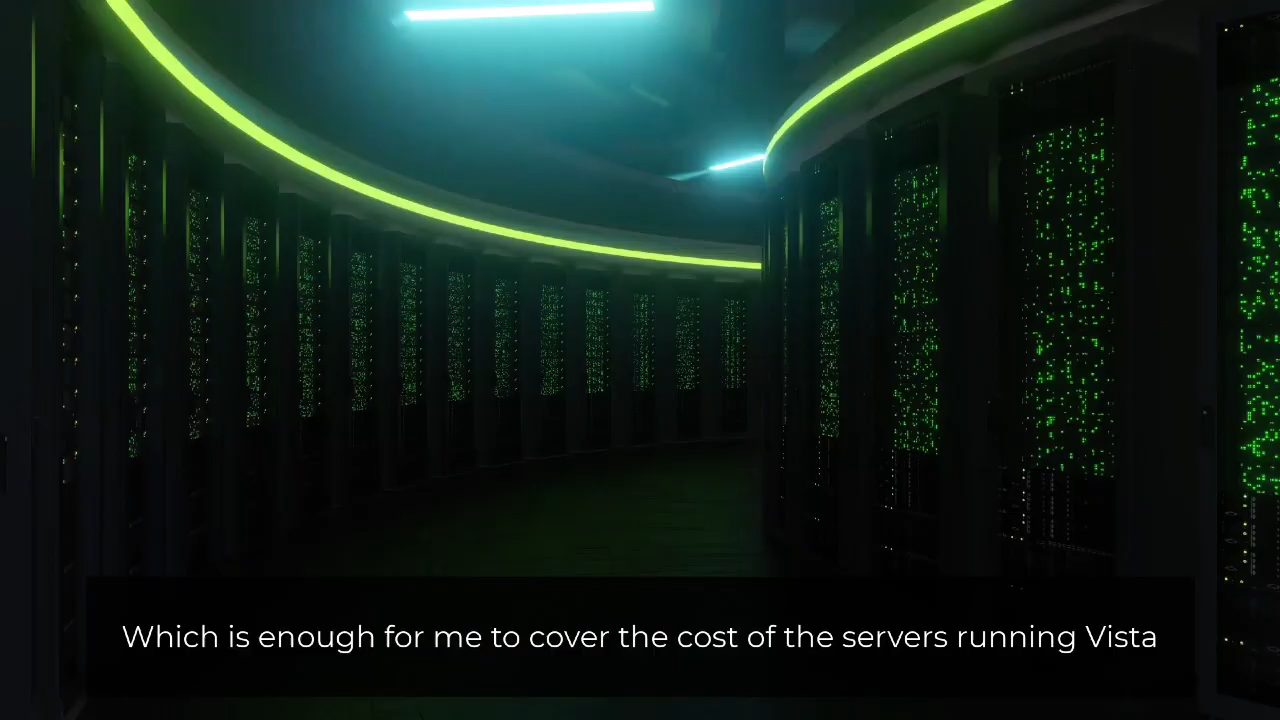 Which is enough for me to cover the cost of the servers running Vista